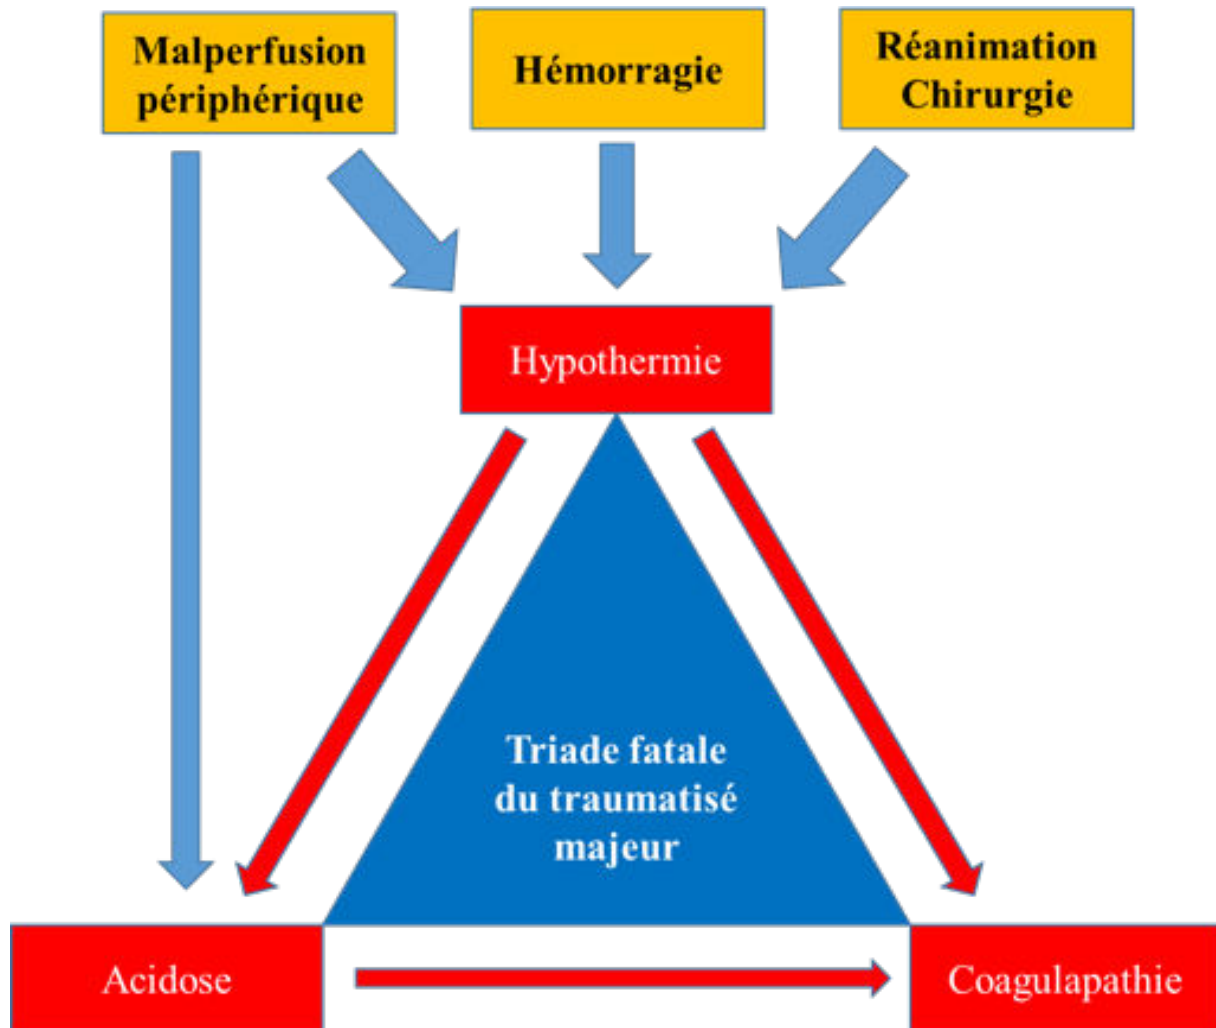 Malperfusion
périphérique
Hémorragie
Réanimation
Chirurgie
Hypothermie
Triade fatale
du traumatisé
majeur
Acidose
Coagulapathie